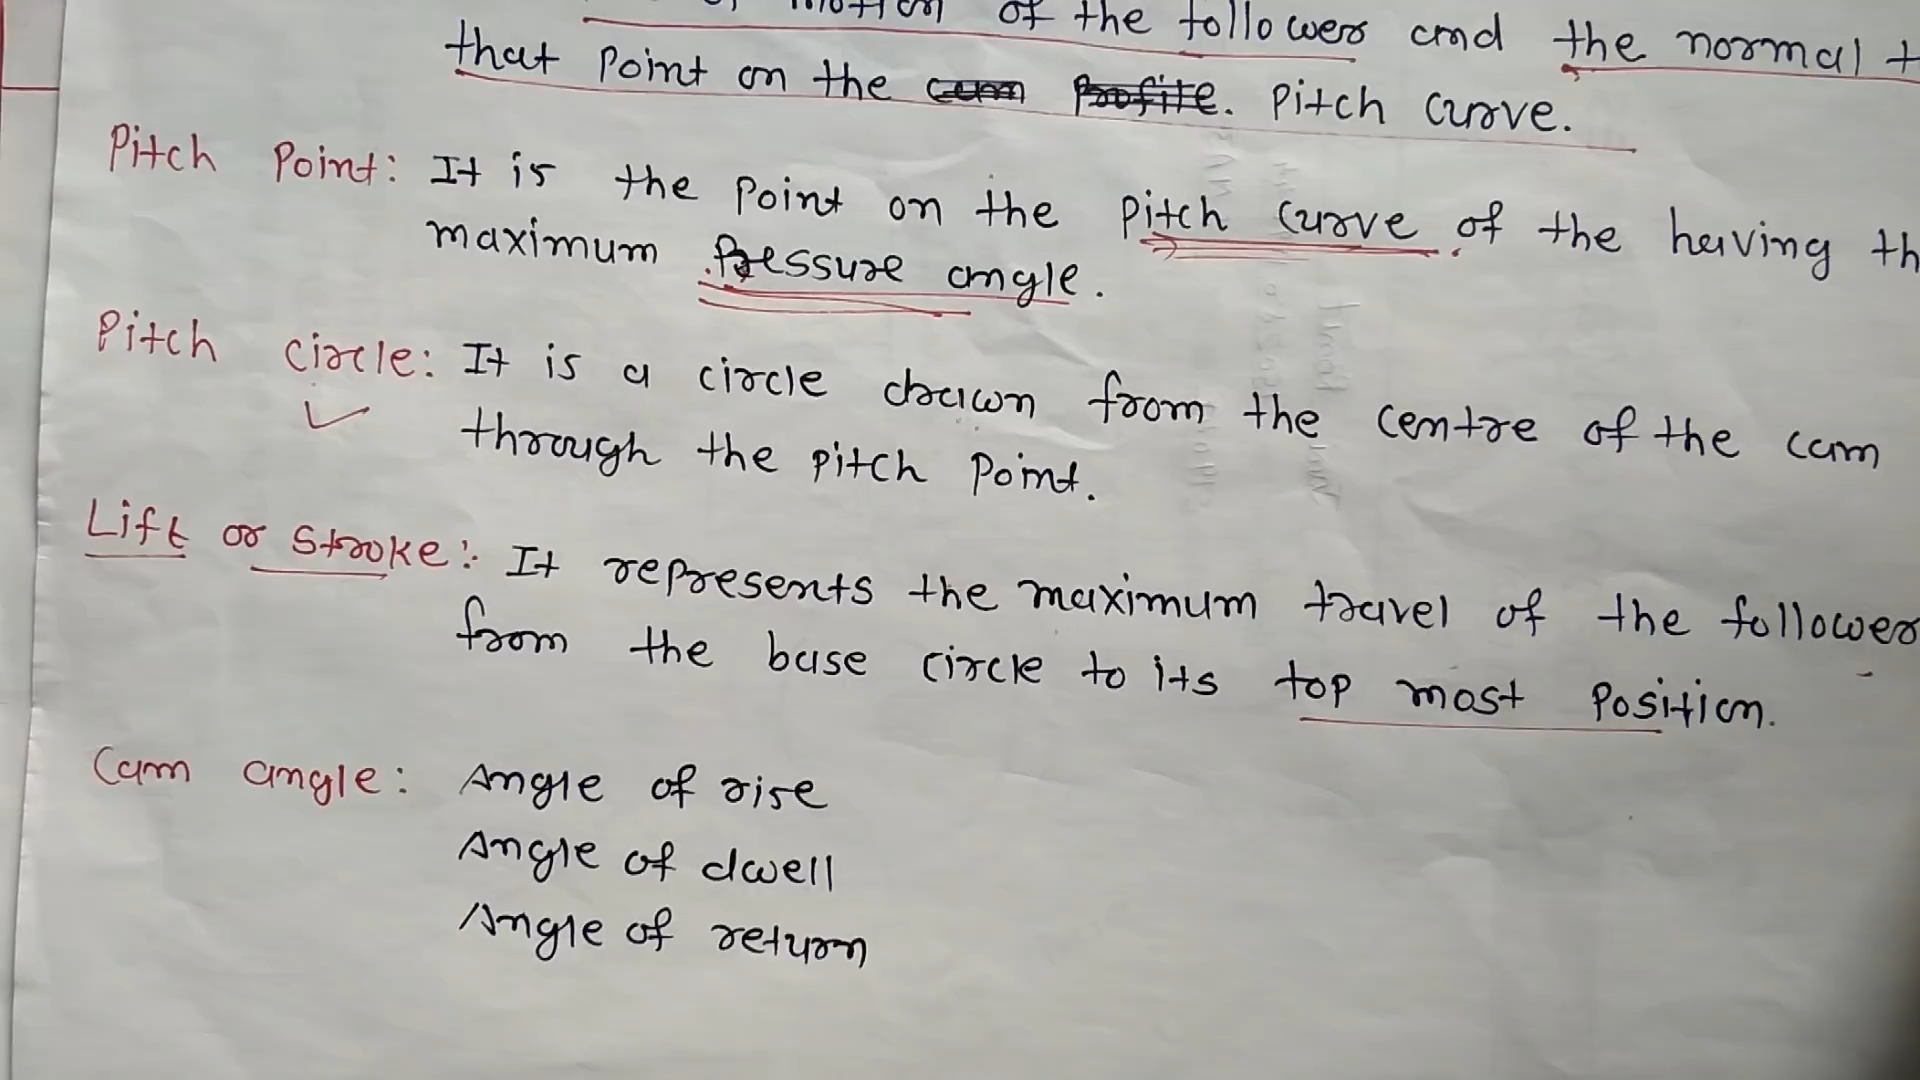 motion of the follower and the normal t
that point on the cam profile. pitch curve.
Pitch Point: It is the point on the pitch curve of the having th
maximum pressure angle.
Pitch circle: It is a circle drawn from the centre of the cam
through the pitch point.
Lift or Stroke: It represents the maximum travel of the follower
from the base circle to its top most position.
Cam angle: Angle of rise
Angle of dwell
Angle of return